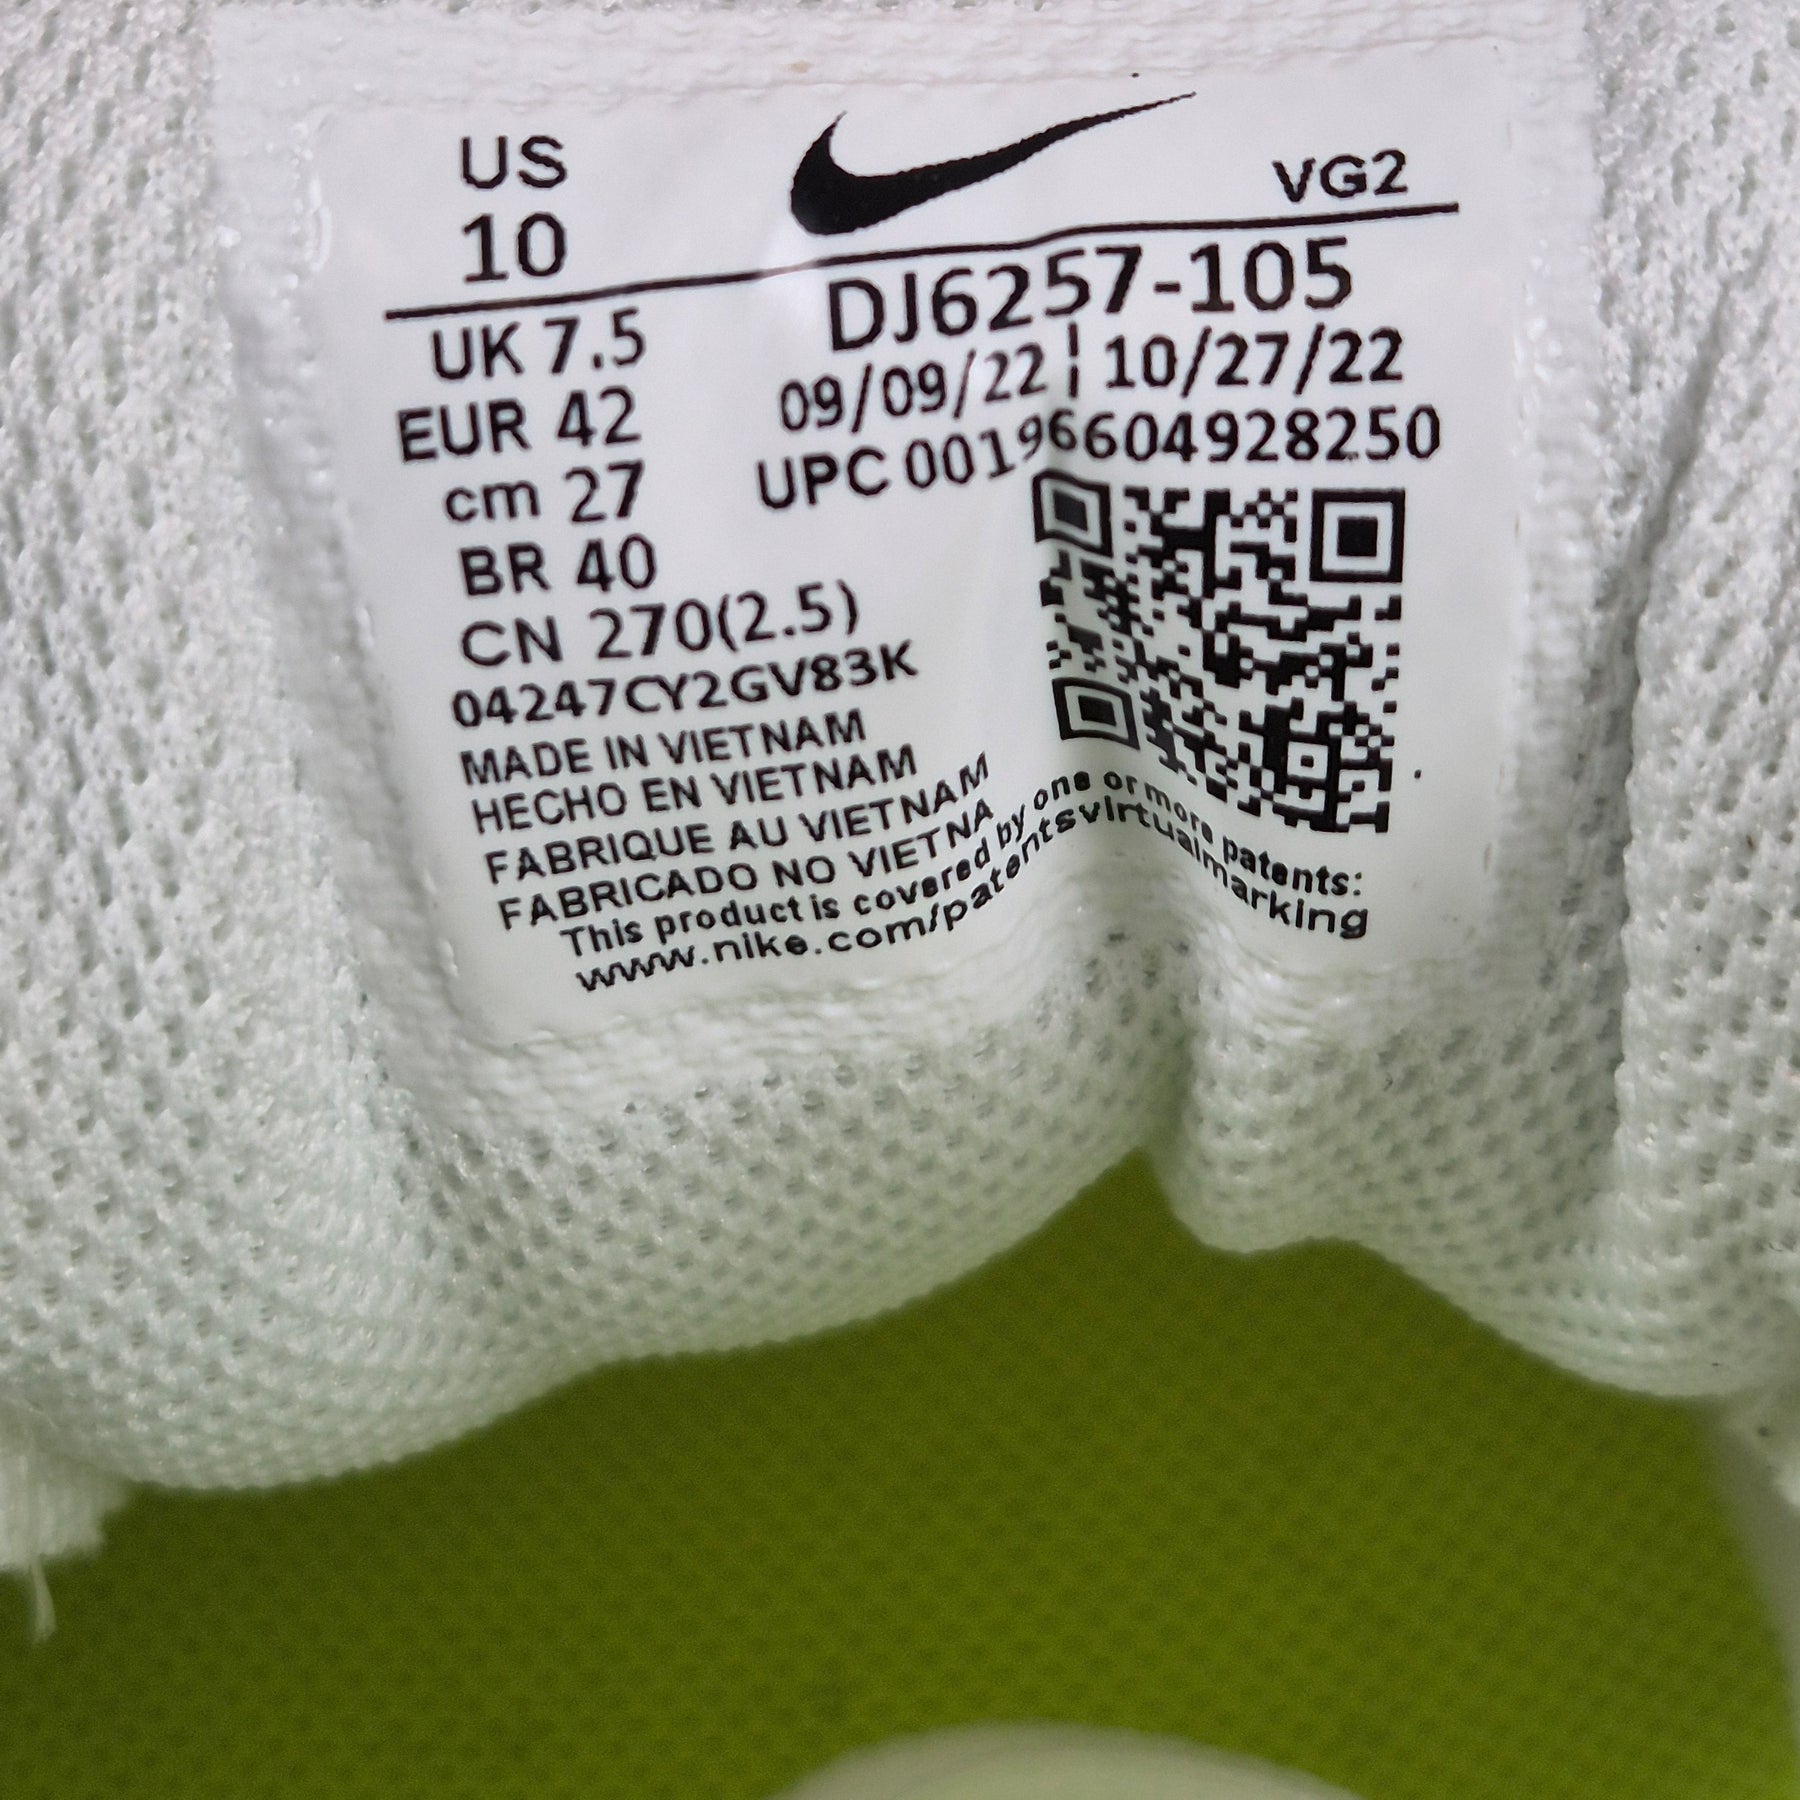 US
10
VG2
UK 7.5
EUR 42
cm 27
BR 40
CN 270(2.5)
04247CY2GV83K
DJ6257-105
09/09/22 ¦ 10/27/22
UPC 00196604928250
MADE IN VIETNAM
HECHO EN VIETNAM
FABRIQUE AU VIETNAM
FABRICADO NO VIETNA
This product is covered by one or more patents:
www.nike.com/patentsvirtualmarking